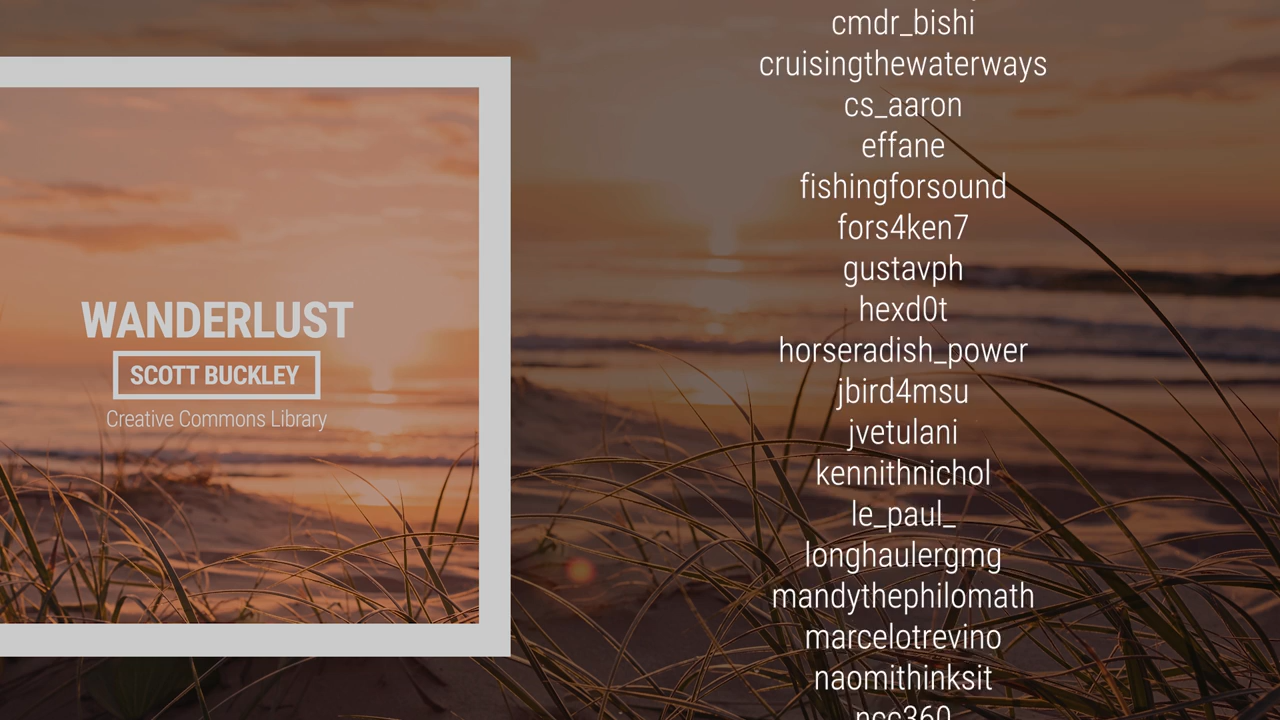 WANDERLUST
SCOTT BUCKLEY
Creative Commons Library
cmdr_bishi
cruisingthewaterways
cs_aaron
effane
fishingforsound
fors4ken7
gustavph
hexd0t
horseradish_power
jbird4msu
jvetulani
kennithnichol
le_paul_
longhaulergmg
mandythephilomath
marcelotrevino
naomithinksit
ncc360